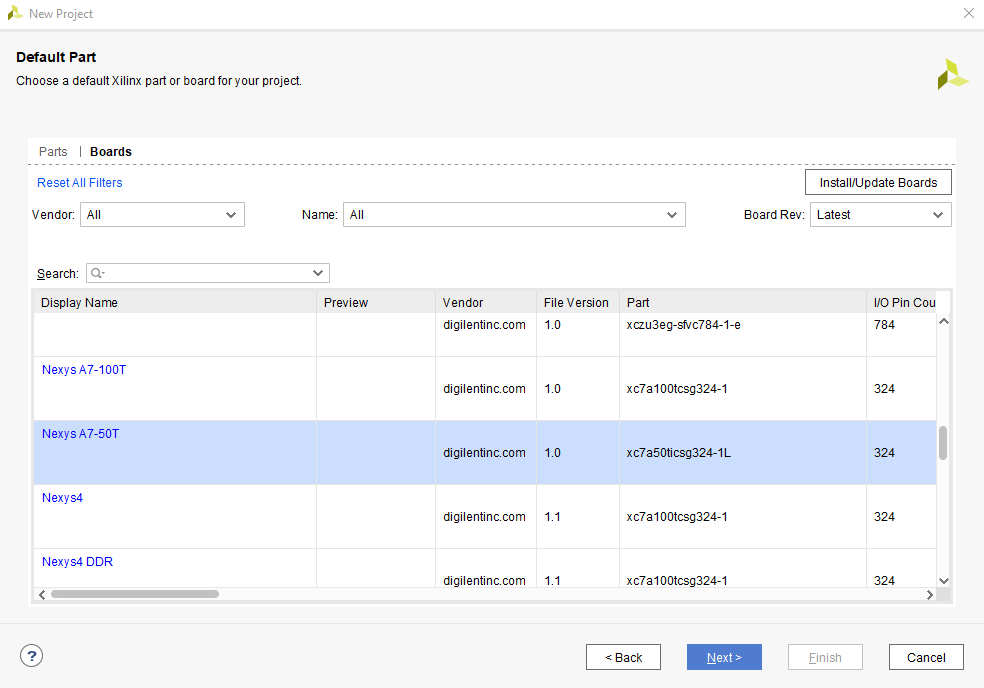 New Project
Default Part
Choose a default Xilinx part or board for your project.
Parts | Boards
Reset All Filters
Install/Update Boards
Vendor: All
Name: All
Board Rev: Latest
Search:
Display Name Preview Vendor File Version Part I/O Pin Cou
digilentinc.com 1.0 xczu3eg-sfvc784-1-e 784
Nexys A7-100T
digilentinc.com 1.0 xc7a100tcsg324-1 324
Nexys A7-50T
digilentinc.com 1.0 xc7a50ticsg324-1L 324
Nexys4
digilentinc.com 1.1 xc7a100tcsg324-1 324
Nexys4 DDR
digilentinc.com 1.1 xc7a100tcsg324-1 324
? < Back Next > Finish Cancel